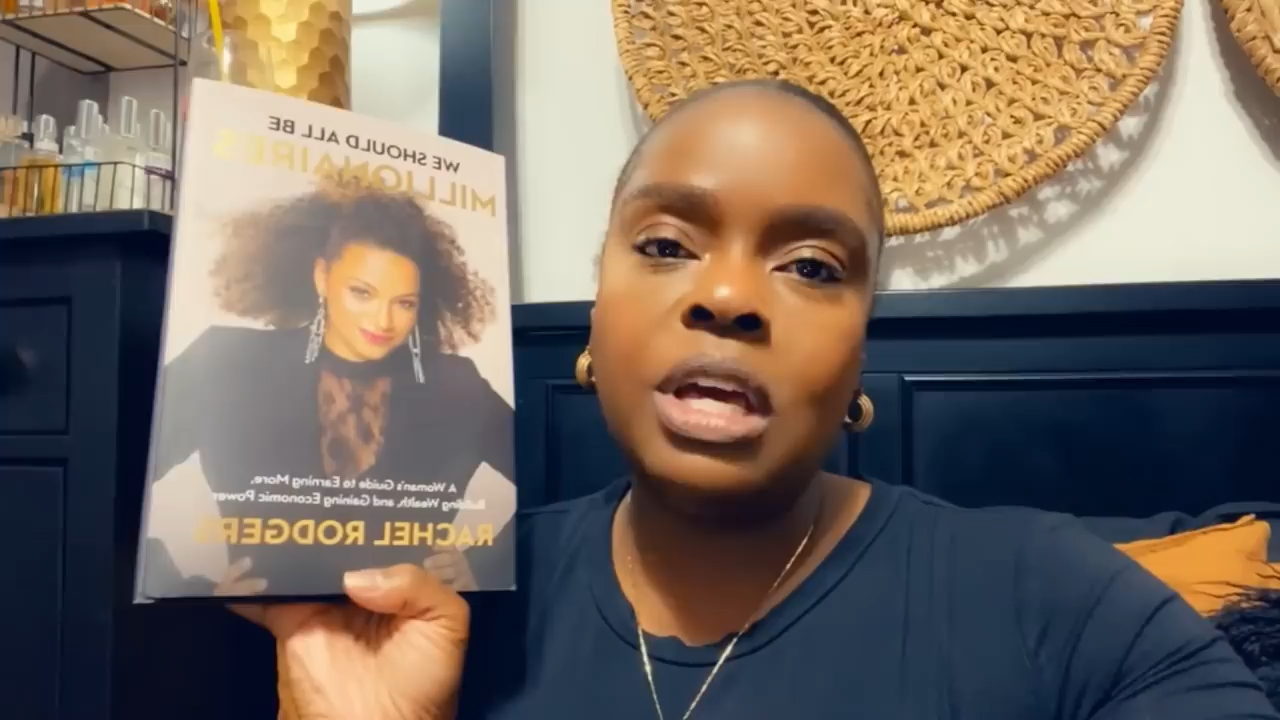 WE SHOULD ALL BE
MILLIONAIRES
A Woman's Guide to Earning More,
Building Wealth, and Gaining Economic Power
RACHEL RODGERS